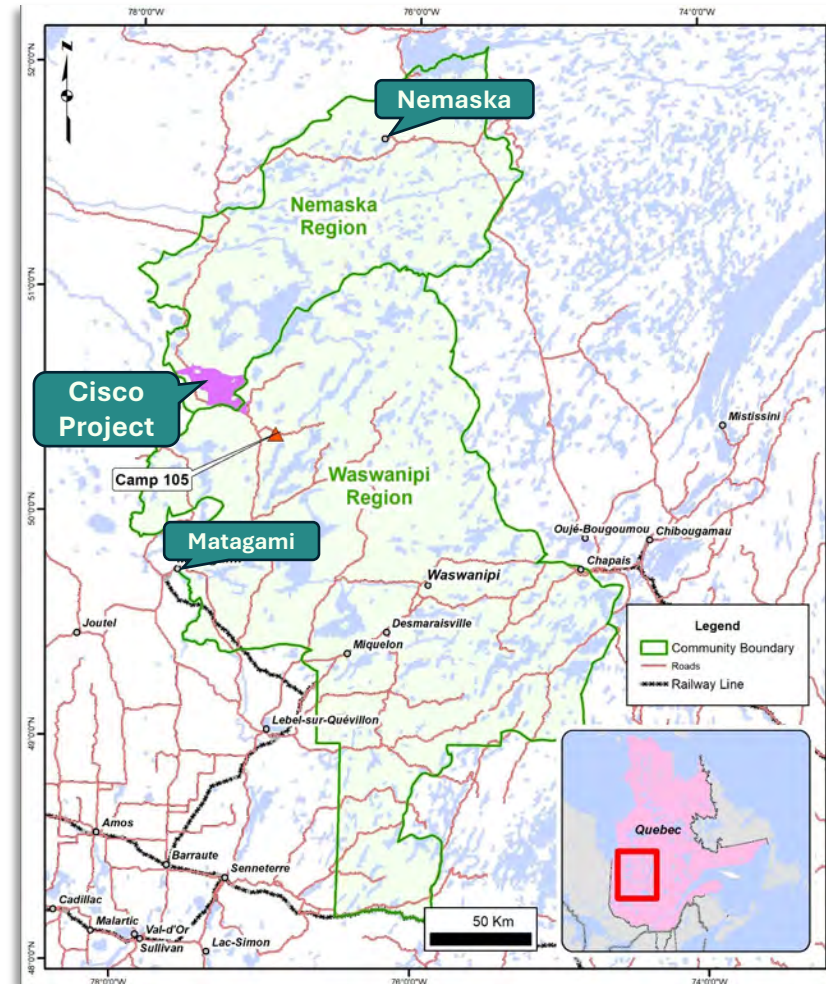 78°0'0"W
76°0'0"W
74°0'0"W
52°0'0"N
Z
Nemaska
Nemaska
Region
51°0'0"N
Cisco
Project
Mistissini
Camp 105
Waswanipi
Region
50°0'0"N
Oujé-Bougoumou
Chibougamau
Matagami
Chapais
Waswanipi
Joutel
Desmaraisville
Miquelon
Legend
Community Boundary
Roads
Railway Line
Lebel-sur-Quévillon
49°0'0"N
Quebec
Amos
Barraute
Senneterre
Cadillac
Malartic
Val-d'Or
Sullivan
Lac-Simon
50 Km
48°0'0"N
78°0'0"W
76°0'0"W
74°0'0"W